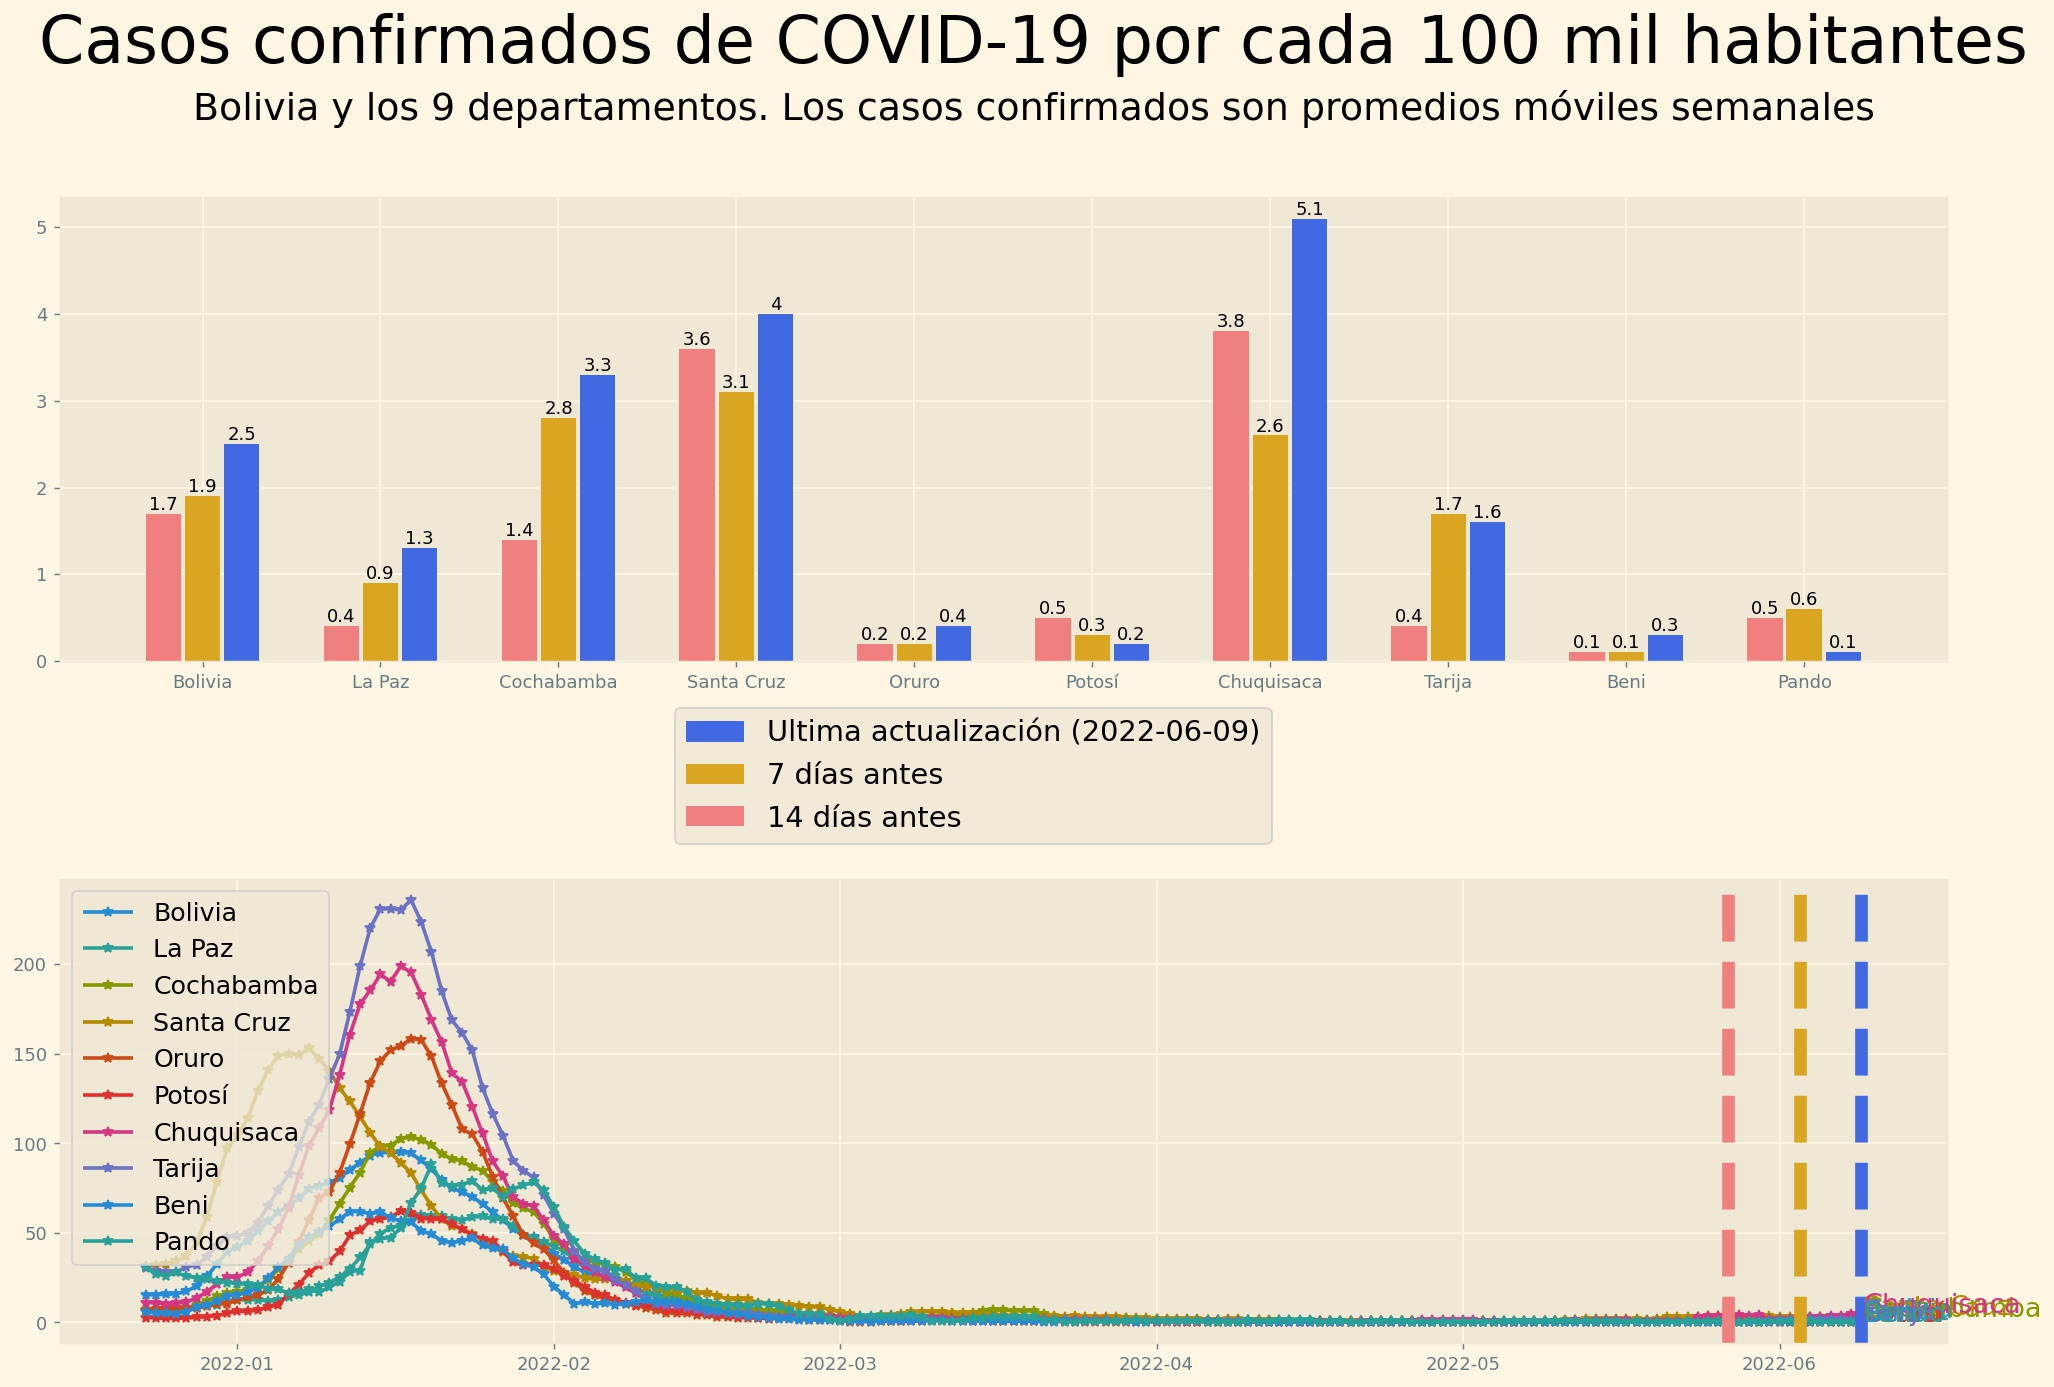 Casos confirmados de COVID-19 por cada 100 mil habitantes
Bolivia y los 9 departamentos. Los casos confirmados son promedios móviles semanales
5
4
3
2
1
0
1.7 1.9 2.5
0.4 0.9 1.3
1.4 2.8 3.3
3.6 3.1 4
0.2 0.2 0.4
0.5 0.3 0.2
3.8 2.6 5.1
0.4 1.7 1.6
0.1 0.1 0.3
0.5 0.6 0.1
Bolivia La Paz Cochabamba Santa Cruz Oruro Potosí Chuquisaca Tarija Beni Pando
Ultima actualización (2022-06-09)
7 días antes
14 días antes
200
150
100
50
0
Bolivia
La Paz
Cochabamba
Santa Cruz
Oruro
Potosí
Chuquisaca
Tarija
Beni
Pando
Chuquisaca
2022-01 2022-02 2022-03 2022-04 2022-05 2022-06